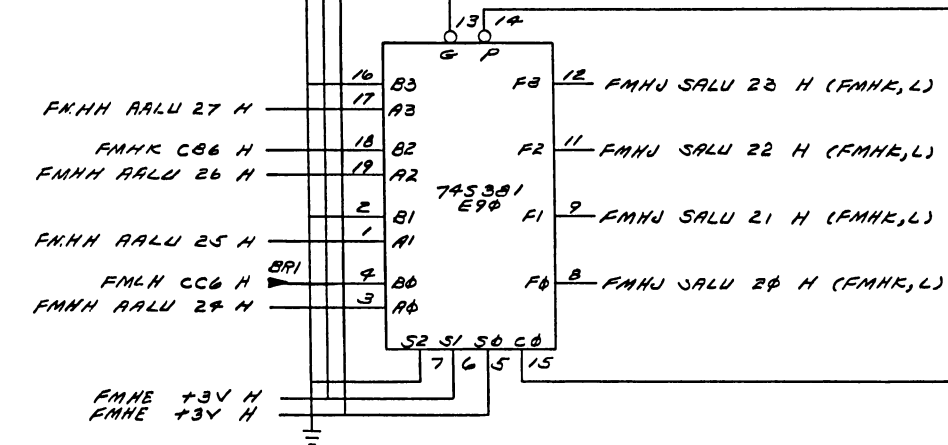 13 14
G P
16 B3 F3 12 FMHJ SALU 23 H (FMHK,L)
FMHH AALU 27 H 17 A3
FMHK CB6 H 18 B2 F2 11 FMHJ SALU 22 H (FMHK,L)
FMHH AALU 26 H 19 A2
74S381
E90
2 B1 F1 9 FMHJ SALU 21 H (FMHK,L)
FMHH AALU 25 H 1 A1
BR1
FMLH CC6 H 4 B0 F0 8 FMHJ SALU 20 H (FMHK,L)
FMHH AALU 24 H 3 A0
S2 S1 S0 C0
7 6 5 15
FMHE +3V H
FMHE +3V H